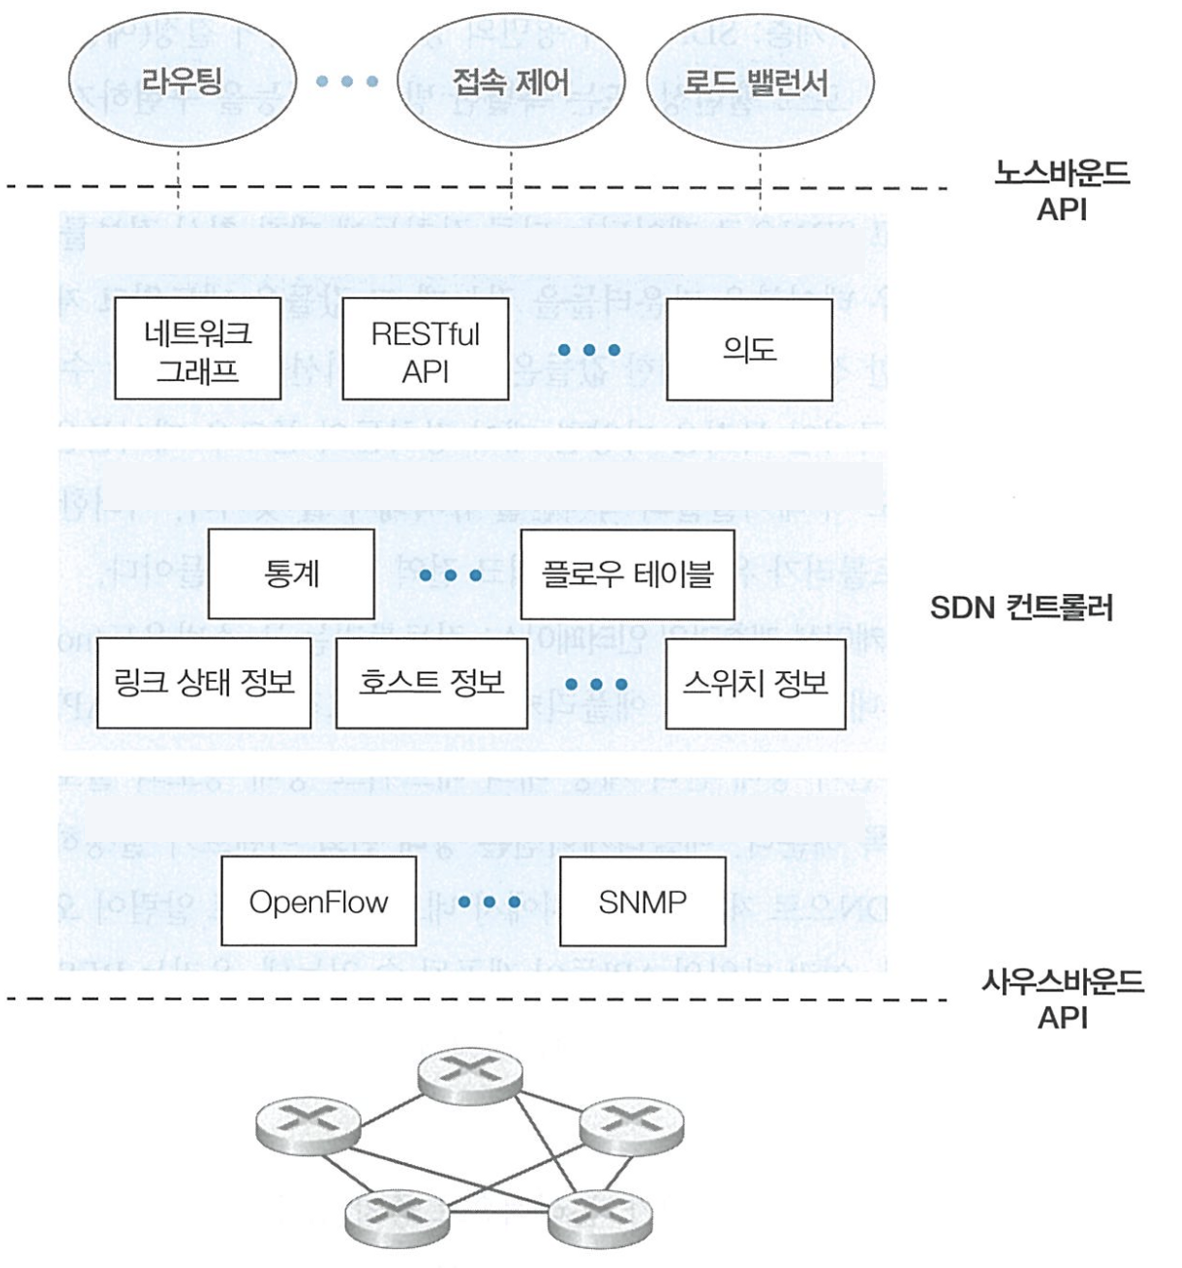 라우팅
접속 제어
로드 밸런서
노스바운드
API
네트워크
그래프
RESTful
API
의도
통계
플로우 테이블
SDN 컨트롤러
링크 상태 정보
호스트 정보
스위치 정보
OpenFlow
SNMP
사우스바운드
API